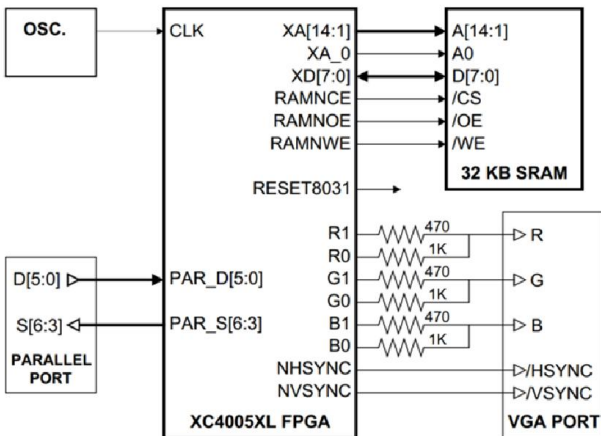 OSC.
CLK
XA[14:1]
A[14:1]
XA_0
A0
XD[7:0]
D[7:0]
RAMNCE
/CS
RAMNOE
/OE
RAMNWE
/WE
32 KB SRAM
RESET8031
R1
470
R
R0
1K
G1
470
G
G0
1K
B1
470
B
B0
1K
D[5:0]
PAR_D[5:0]
S[6:3]
PAR_S[6:3]
PARALLEL
PORT
NHSYNC
/HSYNC
NVSYNC
/VSYNC
XC4005XL FPGA
VGA PORT